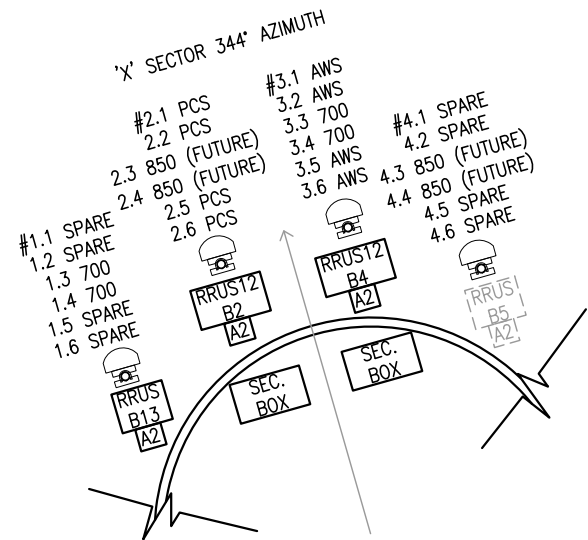 'X' SECTOR 344° AZIMUTH
#1.1 SPARE
1.2 SPARE
1.3 700
1.4 700
1.5 SPARE
1.6 SPARE
#2.1 PCS
2.2 PCS
2.3 850 (FUTURE)
2.4 850 (FUTURE)
2.5 PCS
2.6 PCS
#3.1 AWS
3.2 AWS
3.3 700
3.4 700
3.5 AWS
3.6 AWS
#4.1 SPARE
4.2 SPARE
4.3 850 (FUTURE)
4.4 850 (FUTURE)
4.5 SPARE
4.6 SPARE
RRUS
B13
A2
RRUS12
B2
A2
RRUS12
B4
A2
RRUS
B5
A2
SEC.
BOX
SEC.
BOX